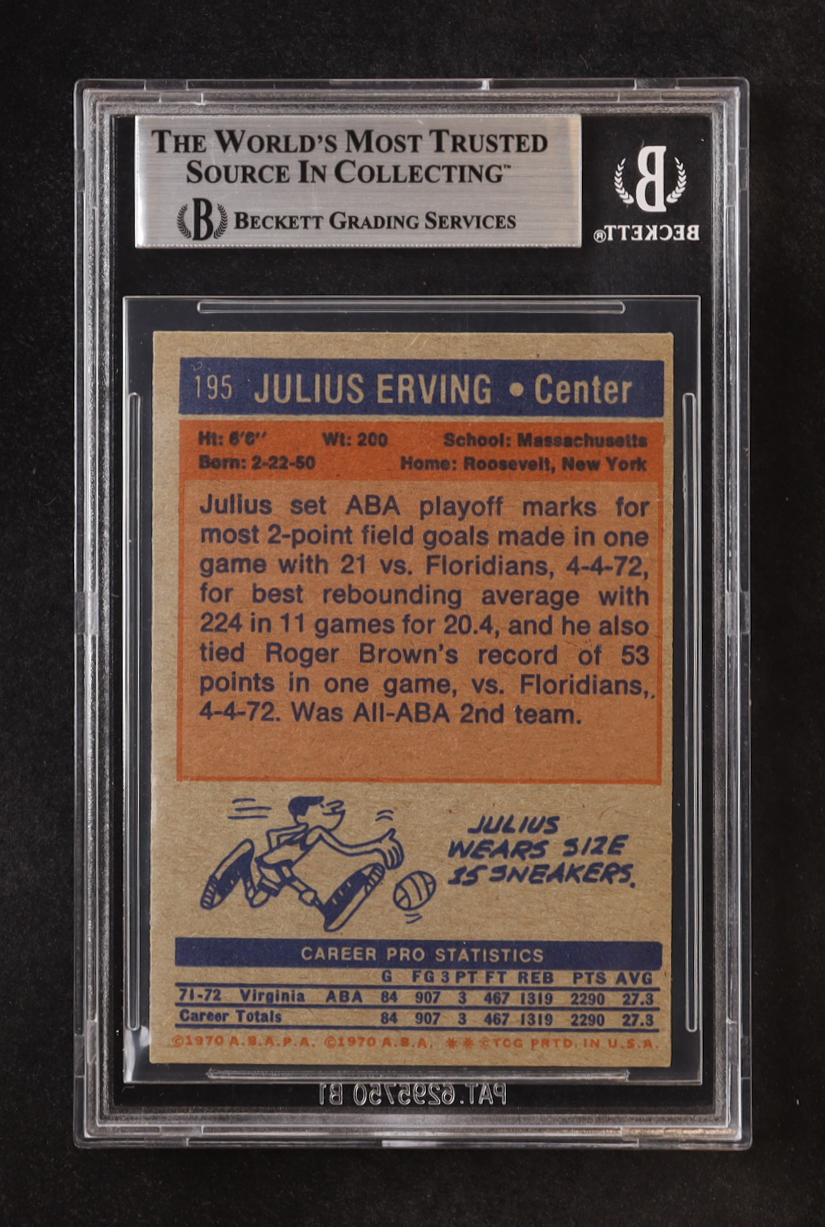 THE WORLD'S MOST TRUSTED
SOURCE IN COLLECTING™
B BECKETT GRADING SERVICES
B
BECKETT®
195 JULIUS ERVING • Center
Ht: 6'6'' Wt: 200 School: Massachusetts
Born: 2-22-50 Home: Roosevelt, New York
Julius set ABA playoff marks for
most 2-point field goals made in one
game with 21 vs. Floridians, 4-4-72,
for best rebounding average with
224 in 11 games for 20.4, and he also
tied Roger Brown's record of 53
points in one game, vs. Floridians,
4-4-72. Was All-ABA 2nd team.
JULIUS
WEARS SIZE
15 SNEAKERS.
CAREER PRO STATISTICS
G FG 3PT FT REB PTS AVG
71-72 Virginia ABA 84 907 3 467 1319 2290 27.3
Career Totals 84 907 3 467 1319 2290 27.3
©1970 A.B.A.P.A. ©1970 A.B.A. ✱✱©TCG PRTD. IN U.S.A.
PAT.6295750 B1